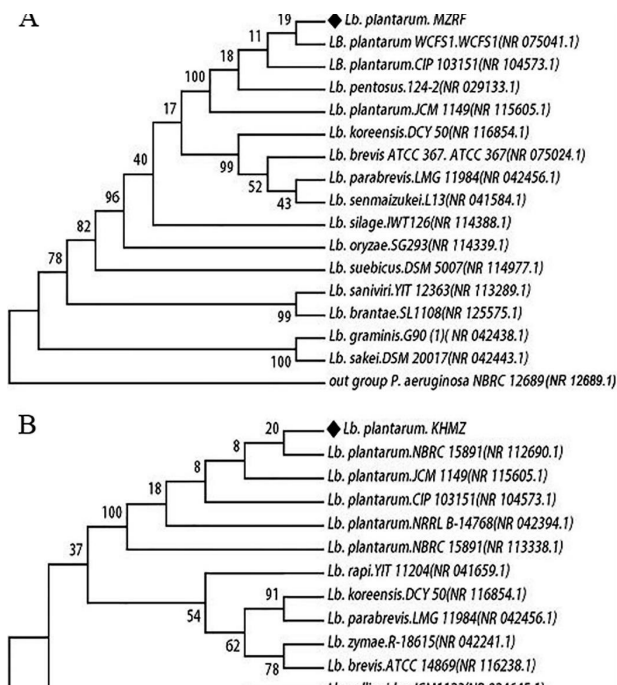 A
19
Lb. plantarum. MZRF
11
LB. plantarum WCFS1.WCFS1(NR 075041.1)
18
LB. plantarum.CIP 103151(NR 104573.1)
100
Lb. pentosus.124-2(NR 029133.1)
17
Lb. plantarum.JCM 1149(NR 115605.1)
Lb. koreensis.DCY 50(NR 116854.1)
40
99
Lb. brevis ATCC 367. ATCC 367(NR 075024.1)
52
Lb. parabrevis.LMG 11984(NR 042456.1)
96
43
Lb. senmaizukei.L13(NR 041584.1)
82
Lb. silage.IWT126(NR 114388.1)
Lb. oryzae.SG293(NR 114339.1)
78
Lb. suebicus.DSM 5007(NR 114977.1)
Lb. saniviri.YIT 12363(NR 113289.1)
99
Lb. brantae.SL1108(NR 125575.1)
Lb. graminis.G90 (1)( NR 042438.1)
100
Lb. sakei.DSM 20017(NR 042443.1)
out group P. aeruginosa NBRC 12689(NR 12689.1)
B
20
Lb. plantarum. KHMZ
8
Lb. plantarum.NBRC 15891(NR 112690.1)
8
Lb. plantarum.JCM 1149(NR 115605.1)
18
Lb. plantarum.CIP 103151(NR 104573.1)
100
Lb. plantarum.NRRL B-14768(NR 042394.1)
37
Lb. plantarum.NBRC 15891(NR 113338.1)
Lb. rapi.YIT 11204(NR 041659.1)
91
Lb. koreensis.DCY 50(NR 116854.1)
54
Lb. parabrevis.LMG 11984(NR 042456.1)
62
Lb. zymae.R-18615(NR 042241.1)
78
Lb. brevis.ATCC 14869(NR 116238.1)